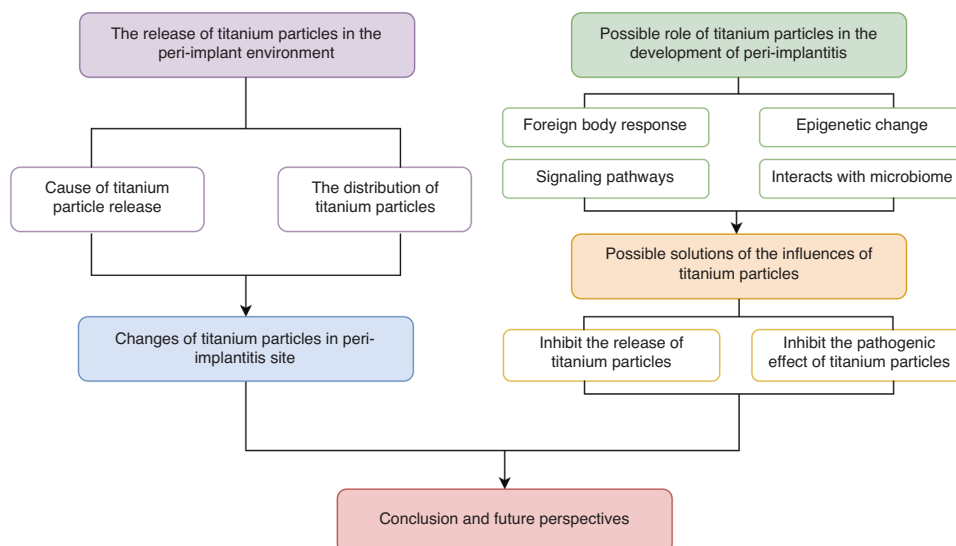 The release of titanium particles in the
peri-implant environment
Cause of titanium
particle release
The distribution of
titanium particles
Changes of titanium particles in peri-
implantitis site
Possible role of titanium particles in the
development of peri-implantitis
Foreign body response
Epigenetic change
Signaling pathways
Interacts with microbiome
Possible solutions of the influences of
titanium particles
Inhibit the release of
titanium particles
Inhibit the pathogenic
effect of titanium particles
Conclusion and future perspectives